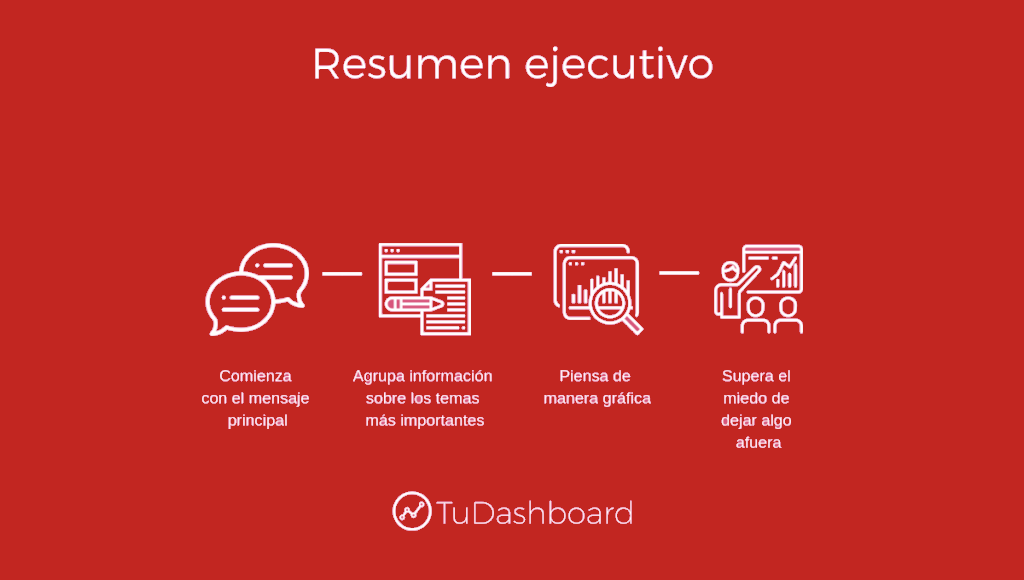 Resumen ejecutivo
Comienza
con el mensaje
principal
Agrupa información
sobre los temas
más importantes
Piensa de
manera gráfica
Supera el
miedo de
dejar algo
afuera
TuDashboard